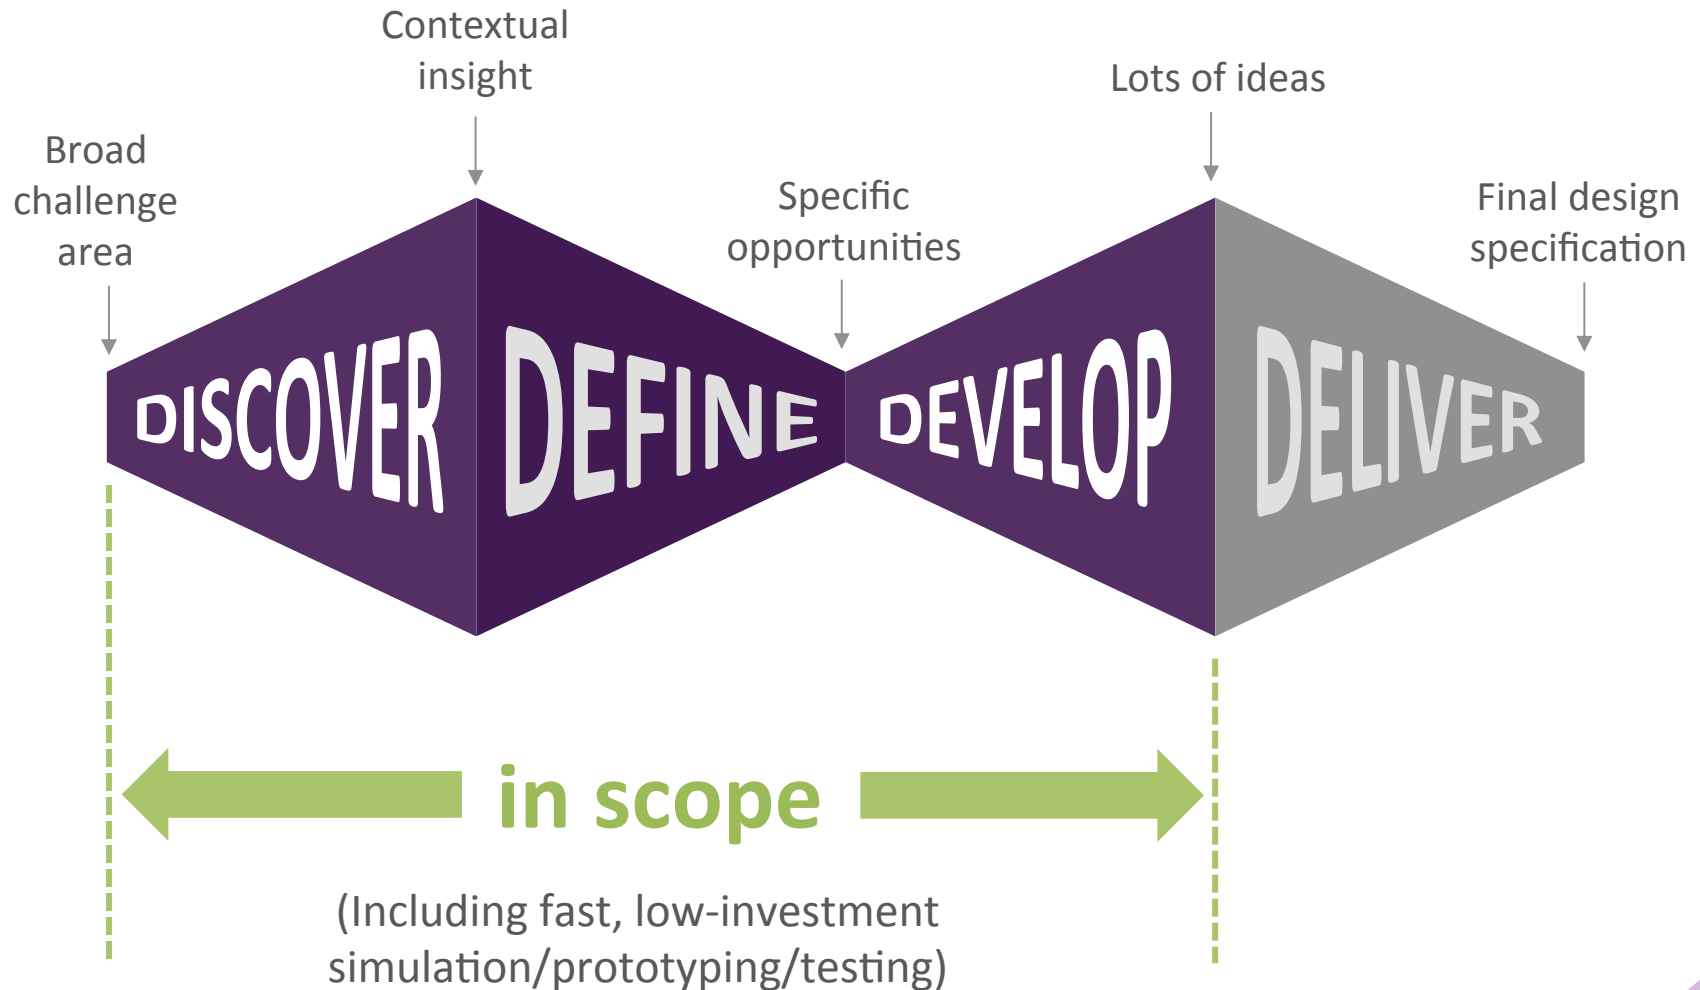 Contextual
insight
Lots of ideas
Broad
challenge
area
Specific
opportunities
Final design
specification
DISCOVER
DEFINE
DEVELOP
DELIVER
in scope
(Including fast, low-investment
simulation/prototyping/testing)